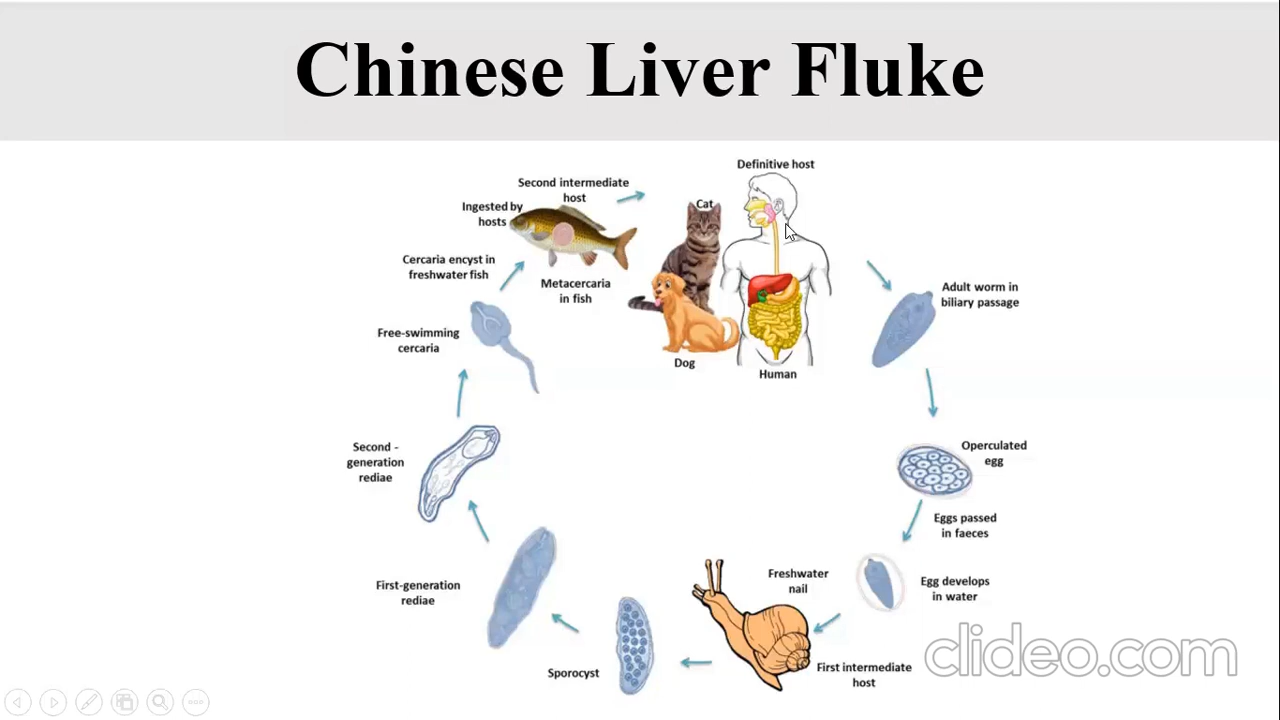 Chinese Liver Fluke
Definitive host
Second intermediate
host
Ingested by
hosts
Cat
Cercaria encyst in
freshwater fish
Metacercaria
in fish
Adult worm in
biliary passage
Free-swimming
cercaria
Dog
Human
Second -
generation
rediae
Operculated
egg
Eggs passed
in faeces
First-generation
rediae
Freshwater
nail
Egg develops
in water
Sporocyst
First intermediate
host
clideo.com